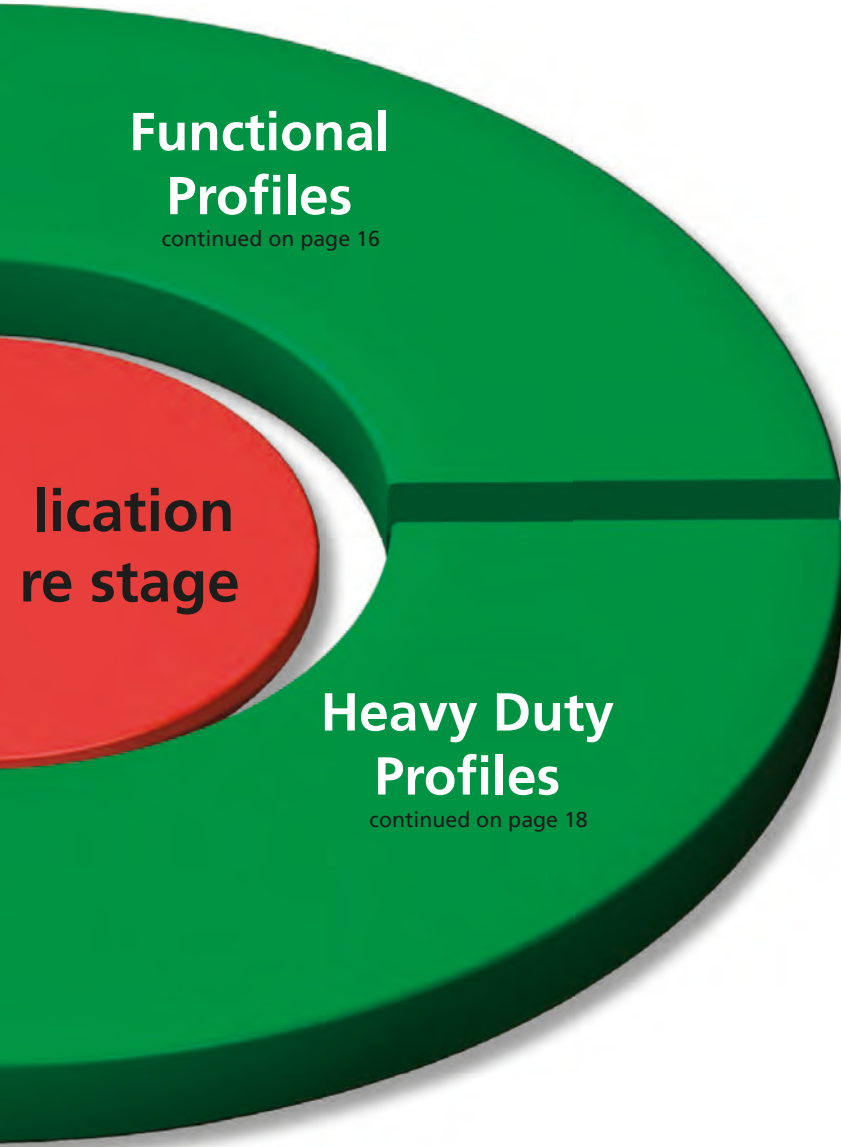 Functional
Profiles
continued on page 16
lication
re stage
Heavy Duty
Profiles
continued on page 18